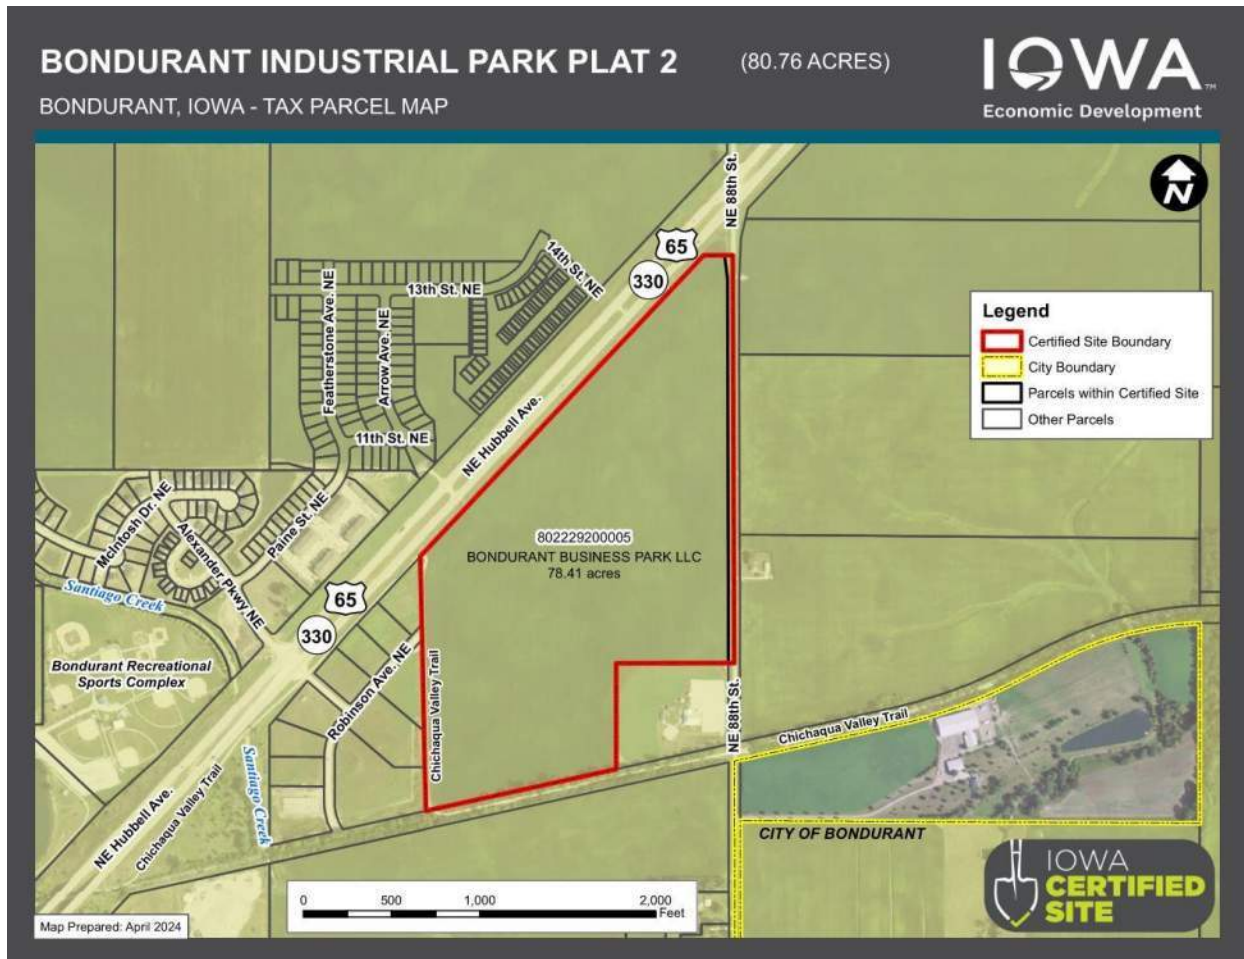 BONDURANT INDUSTRIAL PARK PLAT 2
(80.76 ACRES)
BONDURANT, IOWA - TAX PARCEL MAP
IOWA™
Economic Development
N
NE 88th St.
65
330
14th St. NE
13th St. NE
Featherstone Ave. NE
Arrow Ave. NE
11th St. NE
NE Hubbell Ave.
Legend
Certified Site Boundary
City Boundary
Parcels within Certified Site
Other Parcels
McIntosh Dr. NE
Alexander Pkwy NE
Paine St. NE
Santiago Creek
802229200005
BONDURANT BUSINESS PARK LLC
78.41 acres
65
330
Bondurant Recreational
Sports Complex
Robinson Ave. NE
Chichaqua Valley Trail
NE 88th St.
Chichaqua Valley Trail
Santiago Creek
NE Hubbell Ave.
Chichaqua Valley Trail
CITY OF BONDURANT
0 500 1,000 2,000
Feet
Map Prepared: April 2024
IOWA
CERTIFIED
SITE